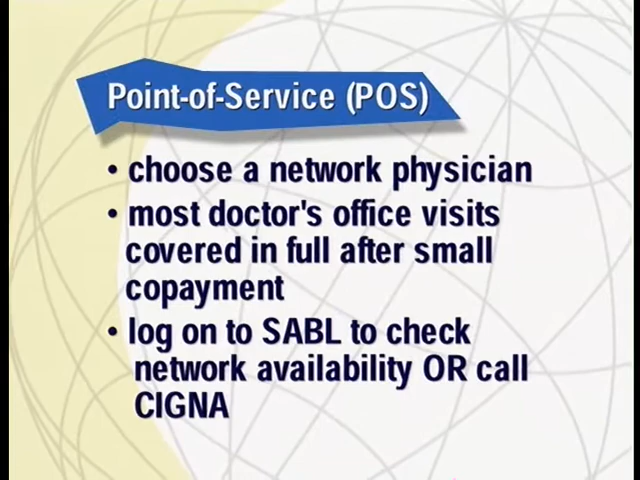 Point-of-Service (POS)
• choose a network physician
• most doctor's office visits
covered in full after small
copayment
• log on to SABL to check
network availability OR call
CIGNA